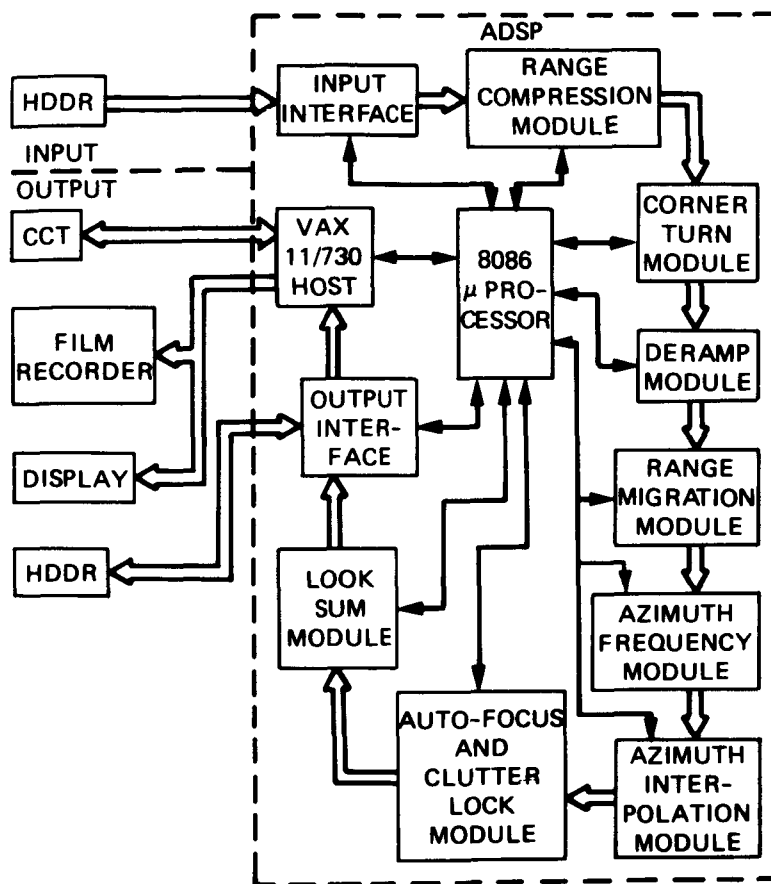 ADSP
HDDR
INPUT
INTERFACE
RANGE
COMPRESSION
MODULE
INPUT
OUTPUT
CCT
VAX
11/730
HOST
8086
μ PRO-
CESSOR
CORNER
TURN
MODULE
FILM
RECORDER
DERAMP
MODULE
OUTPUT
INTER-
FACE
DISPLAY
RANGE
MIGRATION
MODULE
HDDR
LOOK
SUM
MODULE
AZIMUTH
FREQUENCY
MODULE
AUTO-FOCUS
AND
CLUTTER
LOCK
MODULE
AZIMUTH
INTER-
POLATION
MODULE